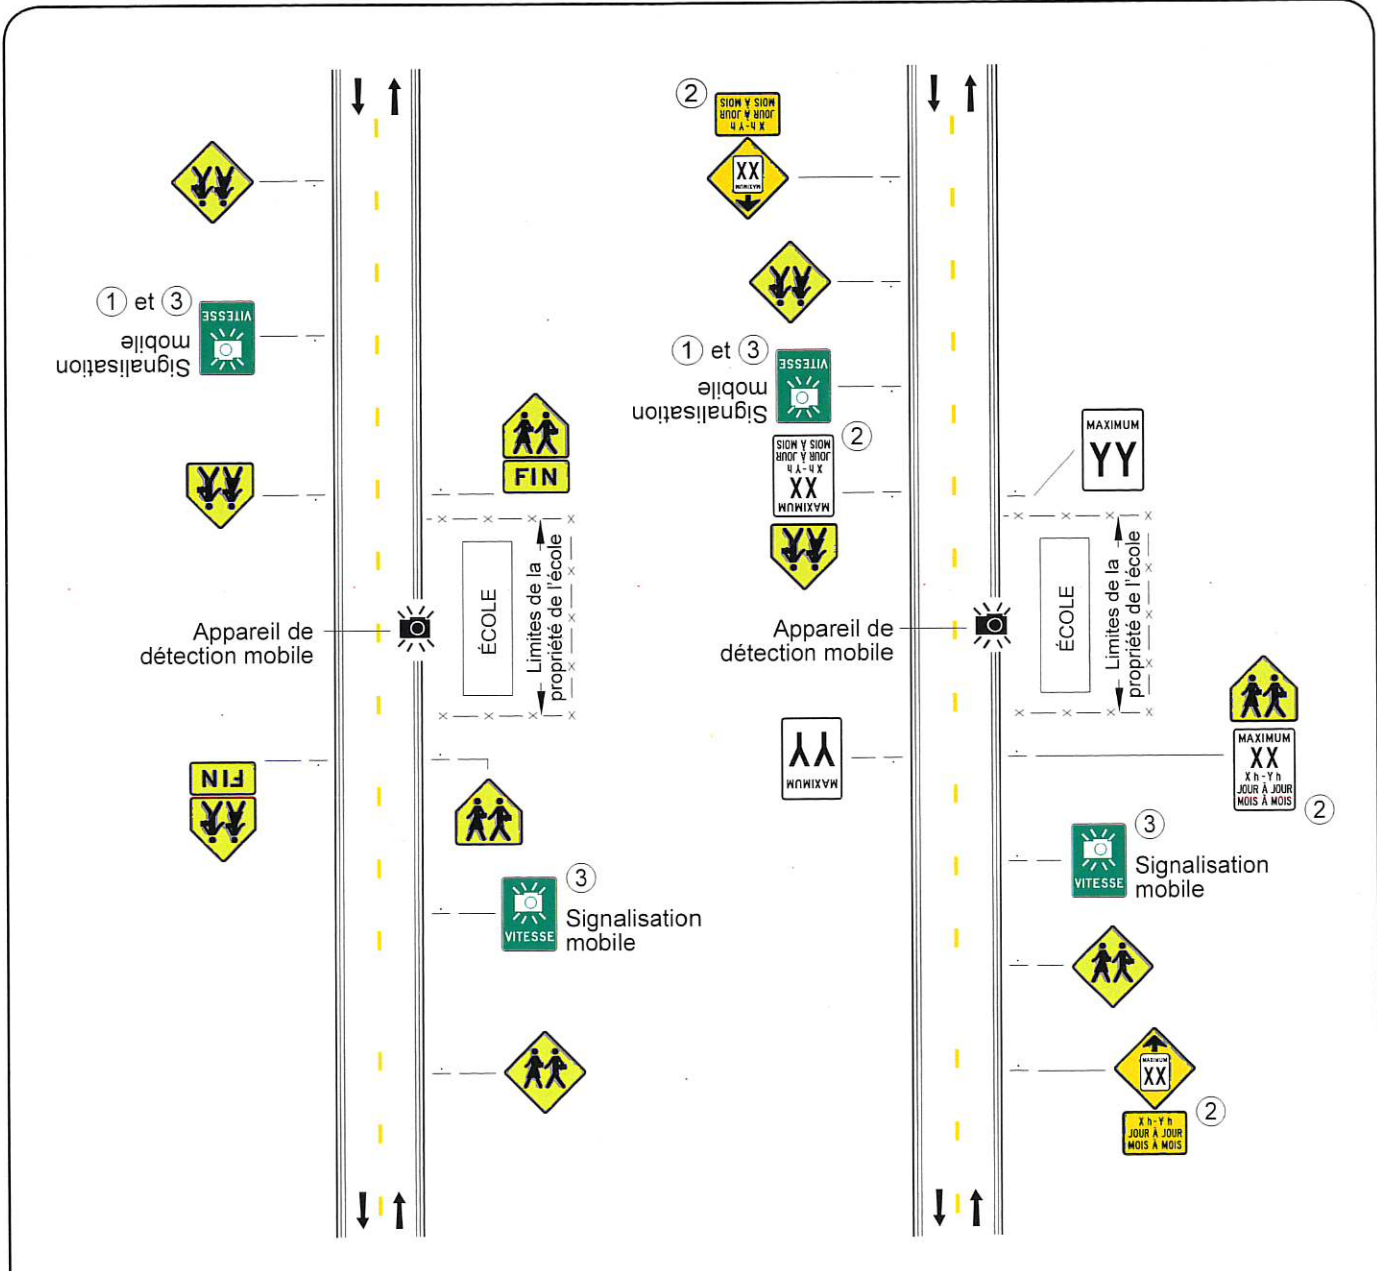 ① et ③
VITESSE
Signalisation
mobile
FIN
ÉCOLE
Limites de la
propriété de l'école
Appareil de
détection mobile
FIN
③
VITESSE
Signalisation
mobile
②
X h-Y h
JOUR À JOUR
MOIS À MOIS
MAXIMUM
XX
① et ③
VITESSE
Signalisation
mobile
②
MAXIMUM
XX
X h-Y h
JOUR À JOUR
MOIS À MOIS
MAXIMUM
YY
ÉCOLE
Limites de la
propriété de l'école
Appareil de
détection mobile
MAXIMUM
YY
MAXIMUM
XX
X h-Y h
JOUR À JOUR
MOIS À MOIS
②
③
VITESSE
Signalisation
mobile
MAXIMUM
XX
②
X h-Y h
JOUR À JOUR
MOIS À MOIS